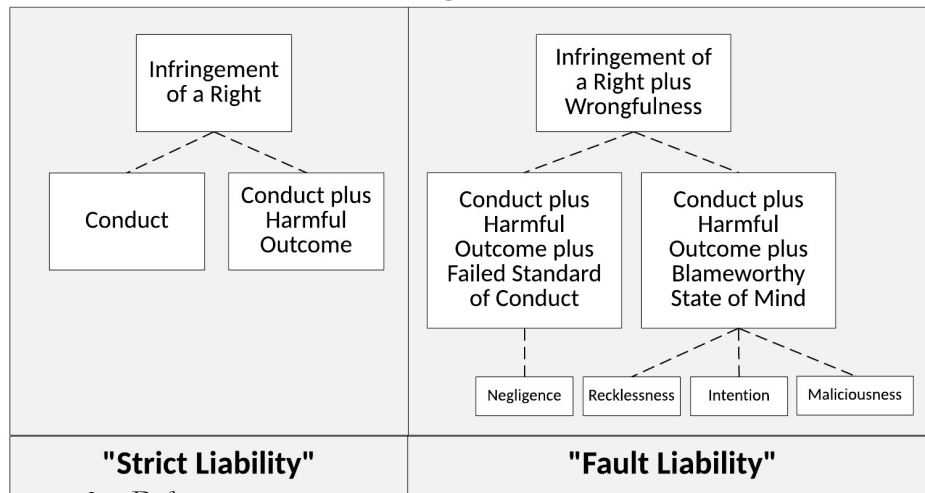 Infringement
of a Right
Conduct
Conduct plus
Harmful
Outcome
Infringement of
a Right plus
Wrongfulness
Conduct plus
Harmful
Outcome plus
Failed Standard
of Conduct
Conduct plus
Harmful
Outcome plus
Blameworthy
State of Mind
Negligence
Recklessness
Intention
Maliciousness
"Strict Liability"
"Fault Liability"